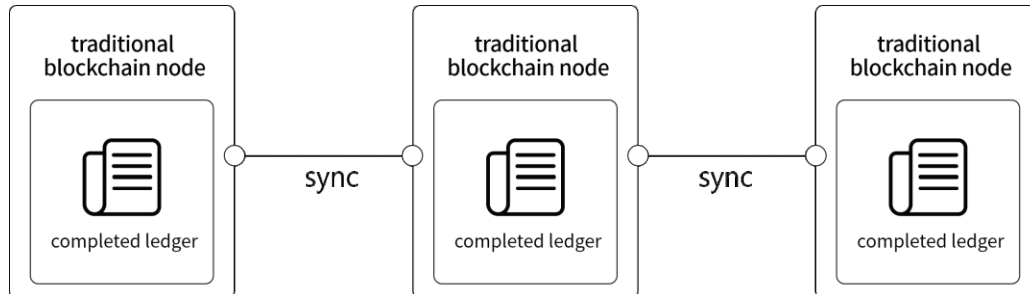 traditional
blockchain node
completed ledger
sync
traditional
blockchain node
completed ledger
sync
traditional
blockchain node
completed ledger